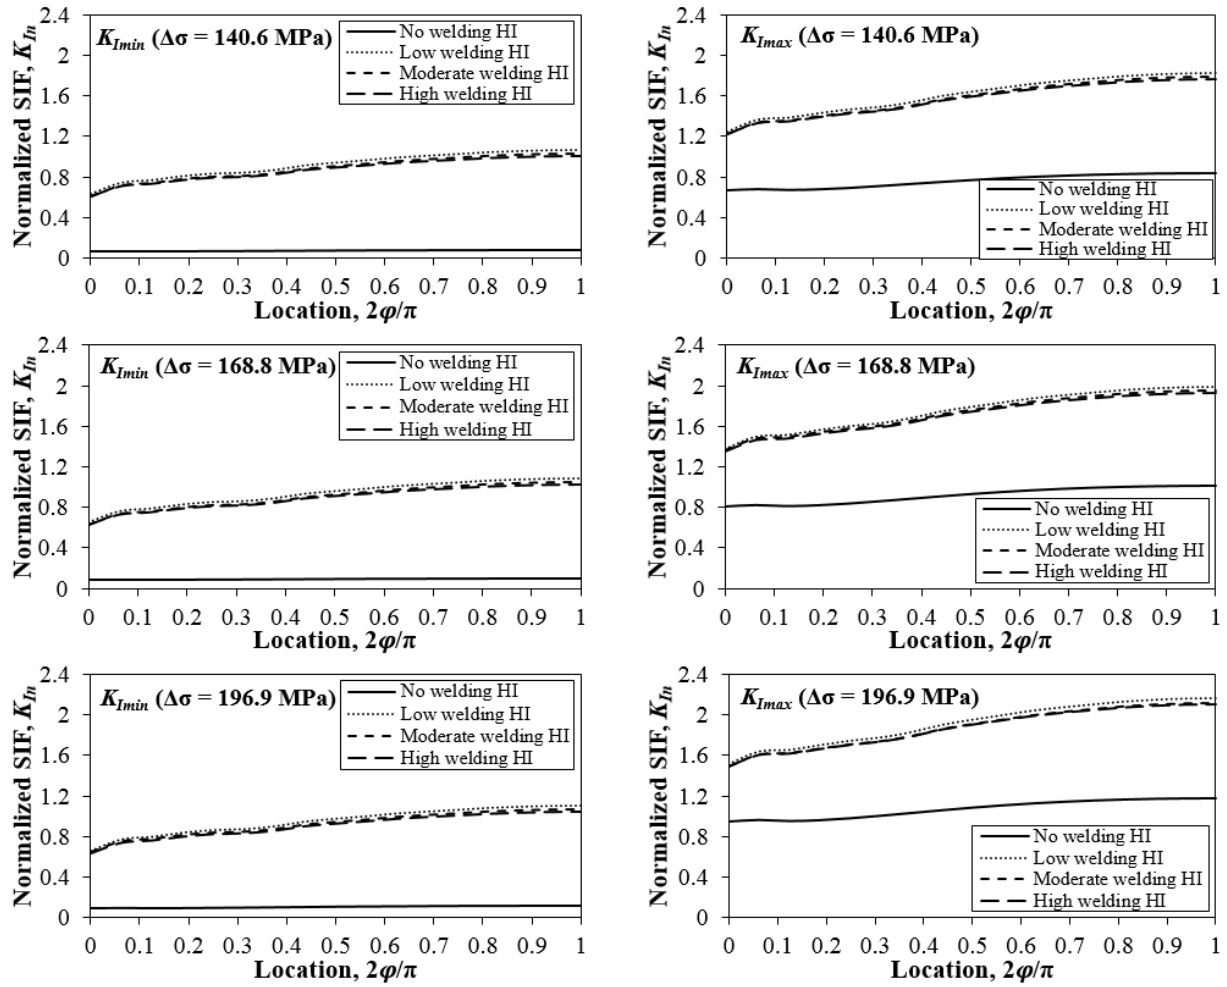 K_Imin (Δσ = 140.6 MPa)
No welding HI
Low welding HI
Moderate welding HI
High welding HI
Normalized SIF, K_In
2.4
2
1.6
1.2
0.8
0.4
0
0 0.1 0.2 0.3 0.4 0.5 0.6 0.7 0.8 0.9 1
Location, 2φ/π
K_Imax (Δσ = 140.6 MPa)
No welding HI
Low welding HI
Moderate welding HI
High welding HI
Normalized SIF, K_In
2.4
2
1.6
1.2
0.8
0.4
0
0 0.1 0.2 0.3 0.4 0.5 0.6 0.7 0.8 0.9 1
Location, 2φ/π
K_Imin (Δσ = 168.8 MPa)
No welding HI
Low welding HI
Moderate welding HI
High welding HI
Normalized SIF, K_In
2.4
2
1.6
1.2
0.8
0.4
0
0 0.1 0.2 0.3 0.4 0.5 0.6 0.7 0.8 0.9 1
Location, 2φ/π
K_Imax (Δσ = 168.8 MPa)
No welding HI
Low welding HI
Moderate welding HI
High welding HI
Normalized SIF, K_In
2.4
2
1.6
1.2
0.8
0.4
0
0 0.1 0.2 0.3 0.4 0.5 0.6 0.7 0.8 0.9 1
Location, 2φ/π
K_Imin (Δσ = 196.9 MPa)
No welding HI
Low welding HI
Moderate welding HI
High welding HI
Normalized SIF, K_In
2.4
2
1.6
1.2
0.8
0.4
0
0 0.1 0.2 0.3 0.4 0.5 0.6 0.7 0.8 0.9 1
Location, 2φ/π
K_Imax (Δσ = 196.9 MPa)
No welding HI
Low welding HI
Moderate welding HI
High welding HI
Normalized SIF, K_In
2.4
2
1.6
1.2
0.8
0.4
0
0 0.1 0.2 0.3 0.4 0.5 0.6 0.7 0.8 0.9 1
Location, 2φ/π